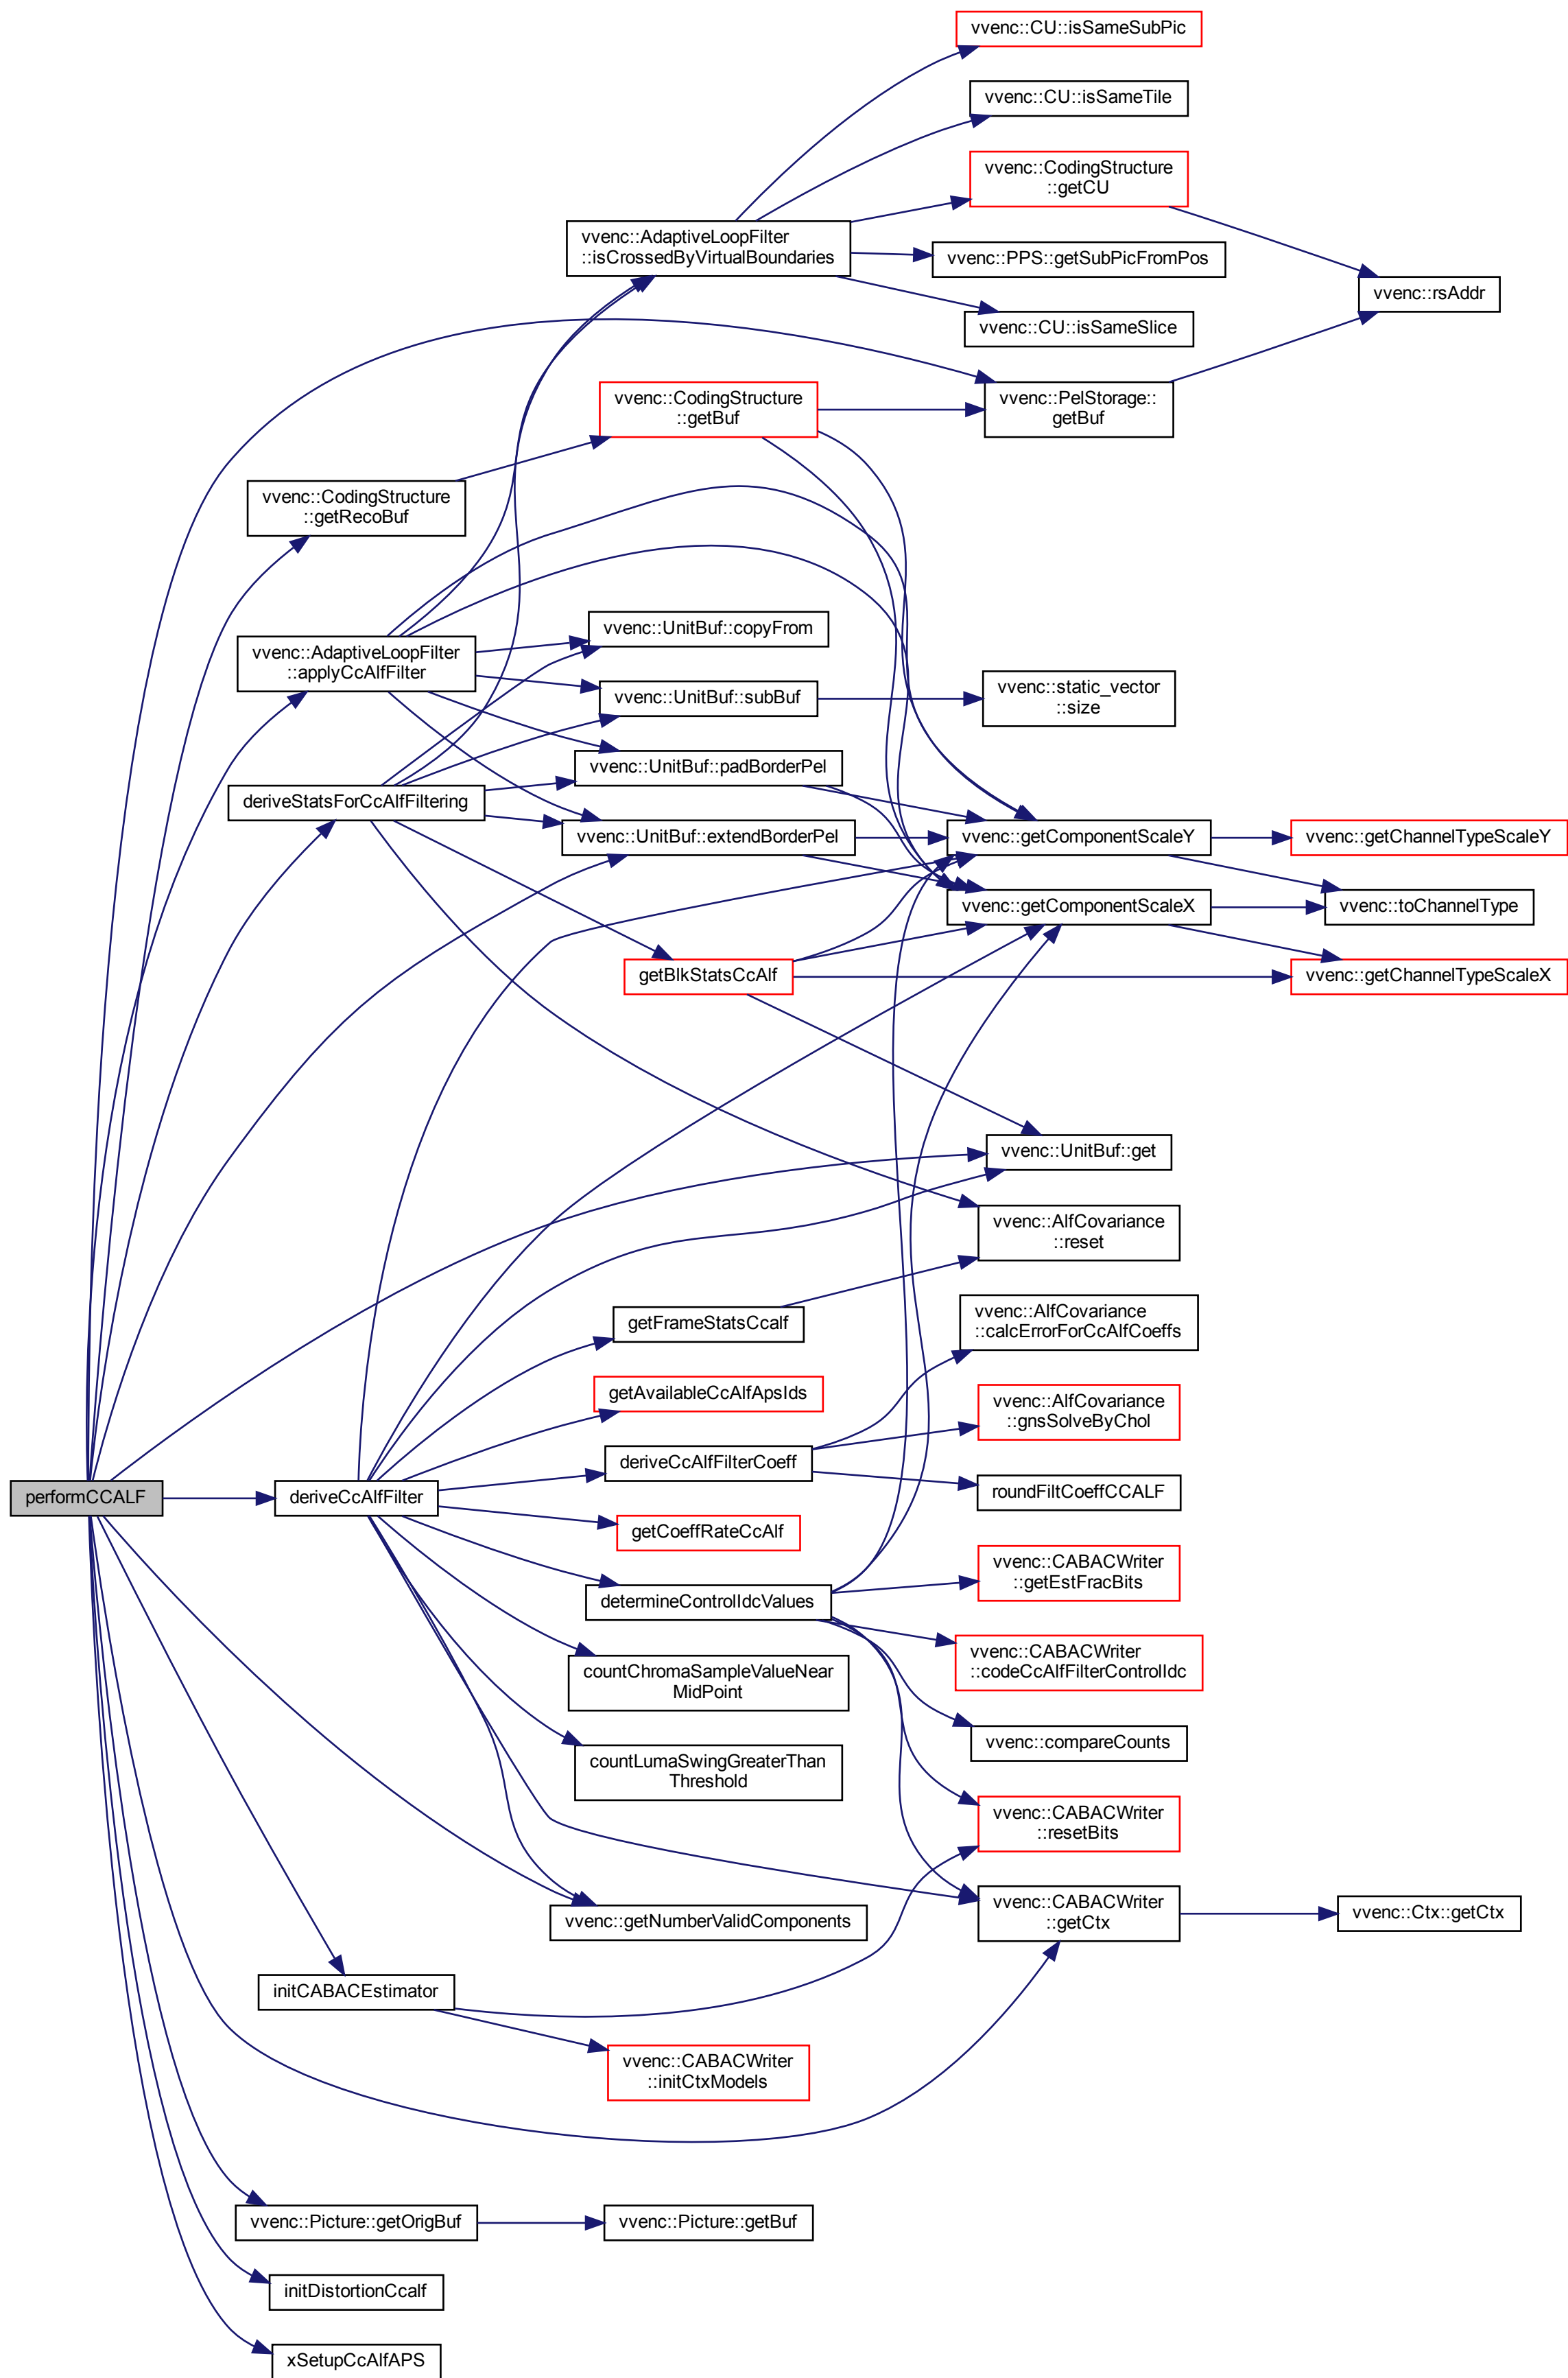 vvenc::CU::isSameSubPic
vvenc::CU::isSameTile
vvenc::CodingStructure
::getCU
vvenc::AdaptiveLoopFilter
::isCrossedByVirtualBoundaries
vvenc::PPS::getSubPicFromPos
vvenc::rsAddr
vvenc::CU::isSameSlice
vvenc::CodingStructure
::getBuf
vvenc::PelStorage::
getBuf
vvenc::CodingStructure
::getRecoBuf
vvenc::UnitBuf::copyFrom
vvenc::AdaptiveLoopFilter
::applyCcAlfFilter
vvenc::UnitBuf::subBuf
vvenc::static_vector
::size
vvenc::UnitBuf::padBorderPel
deriveStatsForCcAlfFiltering
vvenc::UnitBuf::extendBorderPel
vvenc::getComponentScaleY
vvenc::getChannelTypeScaleY
vvenc::getComponentScaleX
vvenc::toChannelType
getBlkStatsCcAlf
vvenc::getChannelTypeScaleX
vvenc::UnitBuf::get
vvenc::AlfCovariance
::reset
getFrameStatsCcalf
vvenc::AlfCovariance
::calcErrorForCcAlfCoeffs
getAvailableCcAlfApsIds
vvenc::AlfCovariance
::gnsSolveByChol
deriveCcAlfFilterCoeff
performCCALF
deriveCcAlfFilter
roundFiltCoeffCCALF
getCoeffRateCcAlf
vvenc::CABACWriter
::getEstFracBits
determineControlIdcValues
vvenc::CABACWriter
::codeCcAlfFilterControlIdc
countChromaSampleValueNear
MidPoint
vvenc::compareCounts
countLumaSwingGreaterThan
Threshold
vvenc::CABACWriter
::resetBits
vvenc::getNumberValidComponents
vvenc::CABACWriter
::getCtx
vvenc::Ctx::getCtx
initCABACEstimator
vvenc::CABACWriter
::initCtxModels
vvenc::Picture::getOrigBuf
vvenc::Picture::getBuf
initDistortionCcalf
xSetupCcAlfAPS